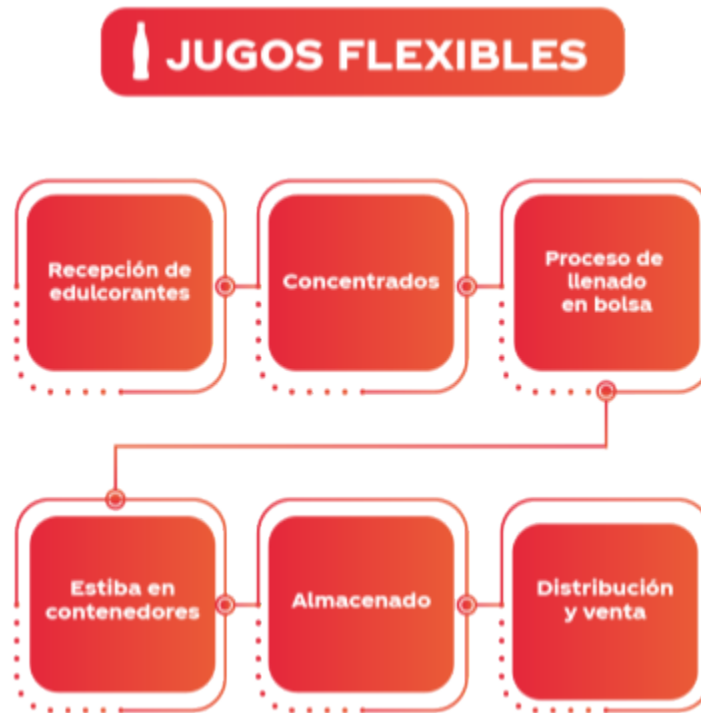 JUGOS FLEXIBLES
Recepción de
edulcorantes
Concentrados
Proceso de
llenado
en bolsa
Estiba en
contenedores
Almacenado
Distribución
y venta